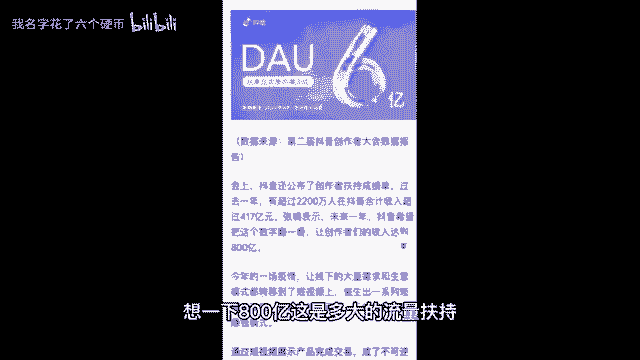 我名字花了六个硬币 bilibili
抖音
DAU
6亿
(数据来源：第二届抖音创作者大会数据报
告)
会上，抖音还公布了创作者扶持成绩单。过
去一年，有超过2200万人在抖音合计收入超
过417亿元。张楠表示，未来一年，抖音希望
把这个数字翻一番，让创作者们的收入达到
800亿。
今年的一场疫情，让线下的大量需求和生意
模式都转移到了短视频上，催生出一系列
想一下800亿这是多大的流量扶持
模式。
通过短视频展示产品完成交易，成了不可逆